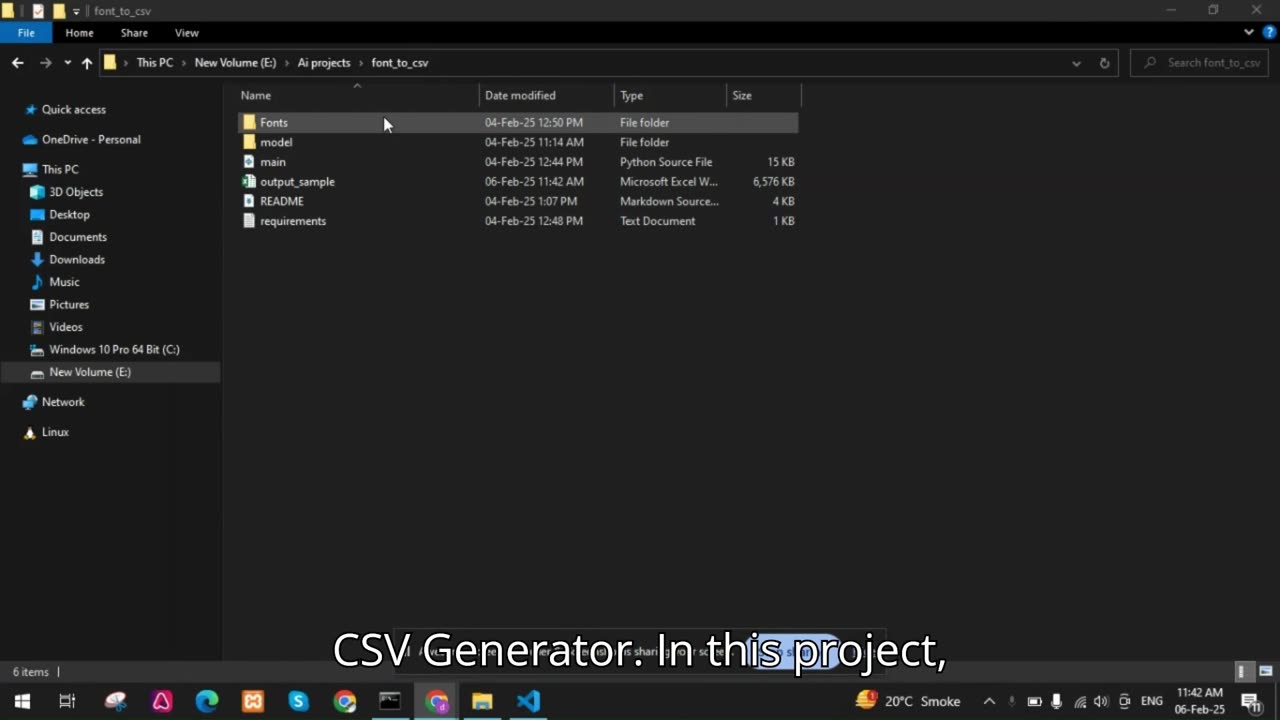 font_to_csv
File Home Share View
This PC New Volume (E:) Ai projects font_to_csv Search font_to_csv
Name Date modified Type Size
Quick access
OneDrive - Personal
This PC
3D Objects
Desktop
Documents
Downloads
Music
Pictures
Videos
Windows 10 Pro 64 Bit (C:)
New Volume (E:)
Network
Linux
Fonts 04-Feb-25 12:50 PM File folder
model 04-Feb-25 11:14 AM File folder
main 04-Feb-25 12:44 PM Python Source File 15 KB
output_sample 06-Feb-25 11:42 AM Microsoft Excel W... 6,576 KB
README 04-Feb-25 1:07 PM Markdown Source... 4 KB
requirements 04-Feb-25 12:48 PM Text Document 1 KB
CSV Generator. In this project,
6 items
20°C Smoke ENG 11:42 AM
06-Feb-25